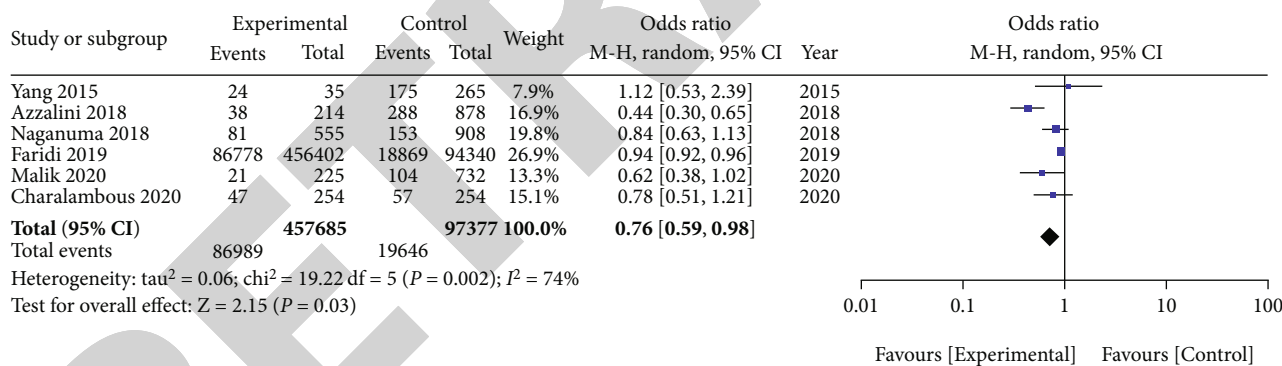 Study or subgroup Experimental Control Weight Odds ratio Year Odds ratio
Events Total Events Total M-H, random, 95% CI M-H, random, 95% CI
Yang 2015 24 35 175 265 7.9% 1.12 [0.53, 2.39] 2015
Azzalini 2018 38 214 288 878 16.9% 0.44 [0.30, 0.65] 2018
Naganuma 2018 81 555 153 908 19.8% 0.84 [0.63, 1.13] 2018
Faridi 2019 86778 456402 18869 94340 26.9% 0.94 [0.92, 0.96] 2019
Malik 2020 21 225 104 732 13.3% 0.62 [0.38, 1.02] 2020
Charalambous 2020 47 254 57 254 15.1% 0.78 [0.51, 1.21] 2020
Total (95% CI) 457685 97377 100.0% 0.76 [0.59, 0.98]
Total events 86989 19646
Heterogeneity: tau² = 0.06; chi² = 19.22 df = 5 (P = 0.002); I² = 74%
Test for overall effect: Z = 2.15 (P = 0.03)
0.01 0.1 1 10 100
Favours [Experimental] Favours [Control]